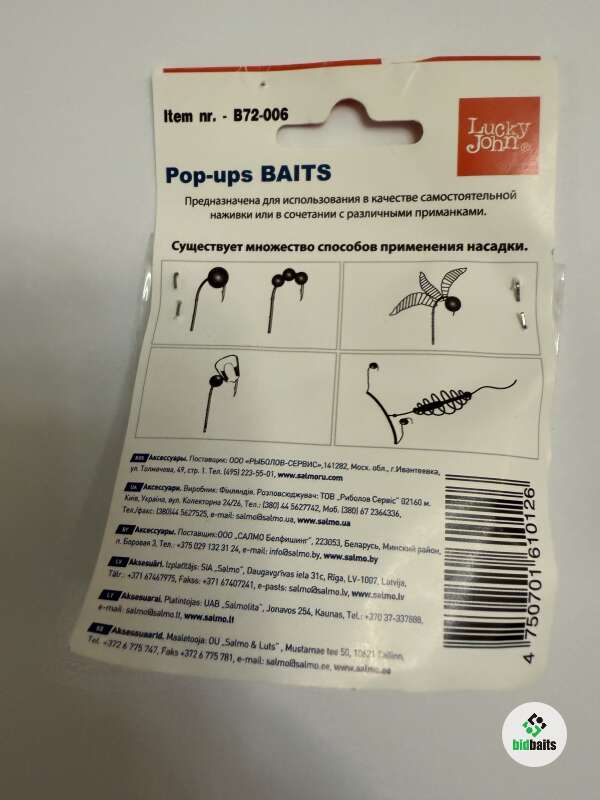 Item nr. - B72-006
Lucky
John®
Pop-ups BAITS
Предназначена для использования в качестве самостоятельной
наживки или в сочетании с различными приманками.
Существует множество способов применения насадки.
RUS Аксессуары. Поставщик: ООО «РЫБОЛОВ-СЕРВИС»,141282, Моск. обл., г.Ивантеевка,
ул. Толмачева, 49, стр. 1. Тел. (495) 223-55-01, www.salmoru.com
UA Аксессуари. Виробник: Фінляндія. Розповсюджувач: ТОВ „Риболов Сервіс" 02160 м.
Київ, Україна, вул. Колекторна 24/26, Тел.: (380) 44 5627742, Моб. (380) 67 2364336,
Тел./факс: (380)44 5627525, e-mail: salmo@salmo.ua, www.salmo.ua
BY Аксессуары. Поставщик:ООО „САЛМО Белфишинг", 223053, Беларусь, Минский район,
п. Боровая 3, Тел.: +375 029 132 31 24, e-mail: info@salmo.by, www.salmo.by
LV Aksesuāri. Izplatītājs: SIA „Salmo", Daugavgrīvas iela 31c, Rīga, LV-1007, Latvija,
Tālr.: +371 67467975, Fakss: +371 67407241, e-pasts: salmo@salmo.lv, www.salmo.lv
LT Aksesuarai. Platintojas: UAB „Salmolita", Jonavos 254, Kaunas, Tel.: +370 37-337888,
e-mail: salmo@salmo.lt, www.salmo.lt
EE Aksessuaarid. Maaletooja: OU „Salmo & Luts", Mustamae tee 50, 10621 Tallinn,
Tel. +372 6 775 747, Faks +372 6 775 781, e-mail: salmo@salmo.ee, www.salmo.ee
4 750701 610126
bidbaits